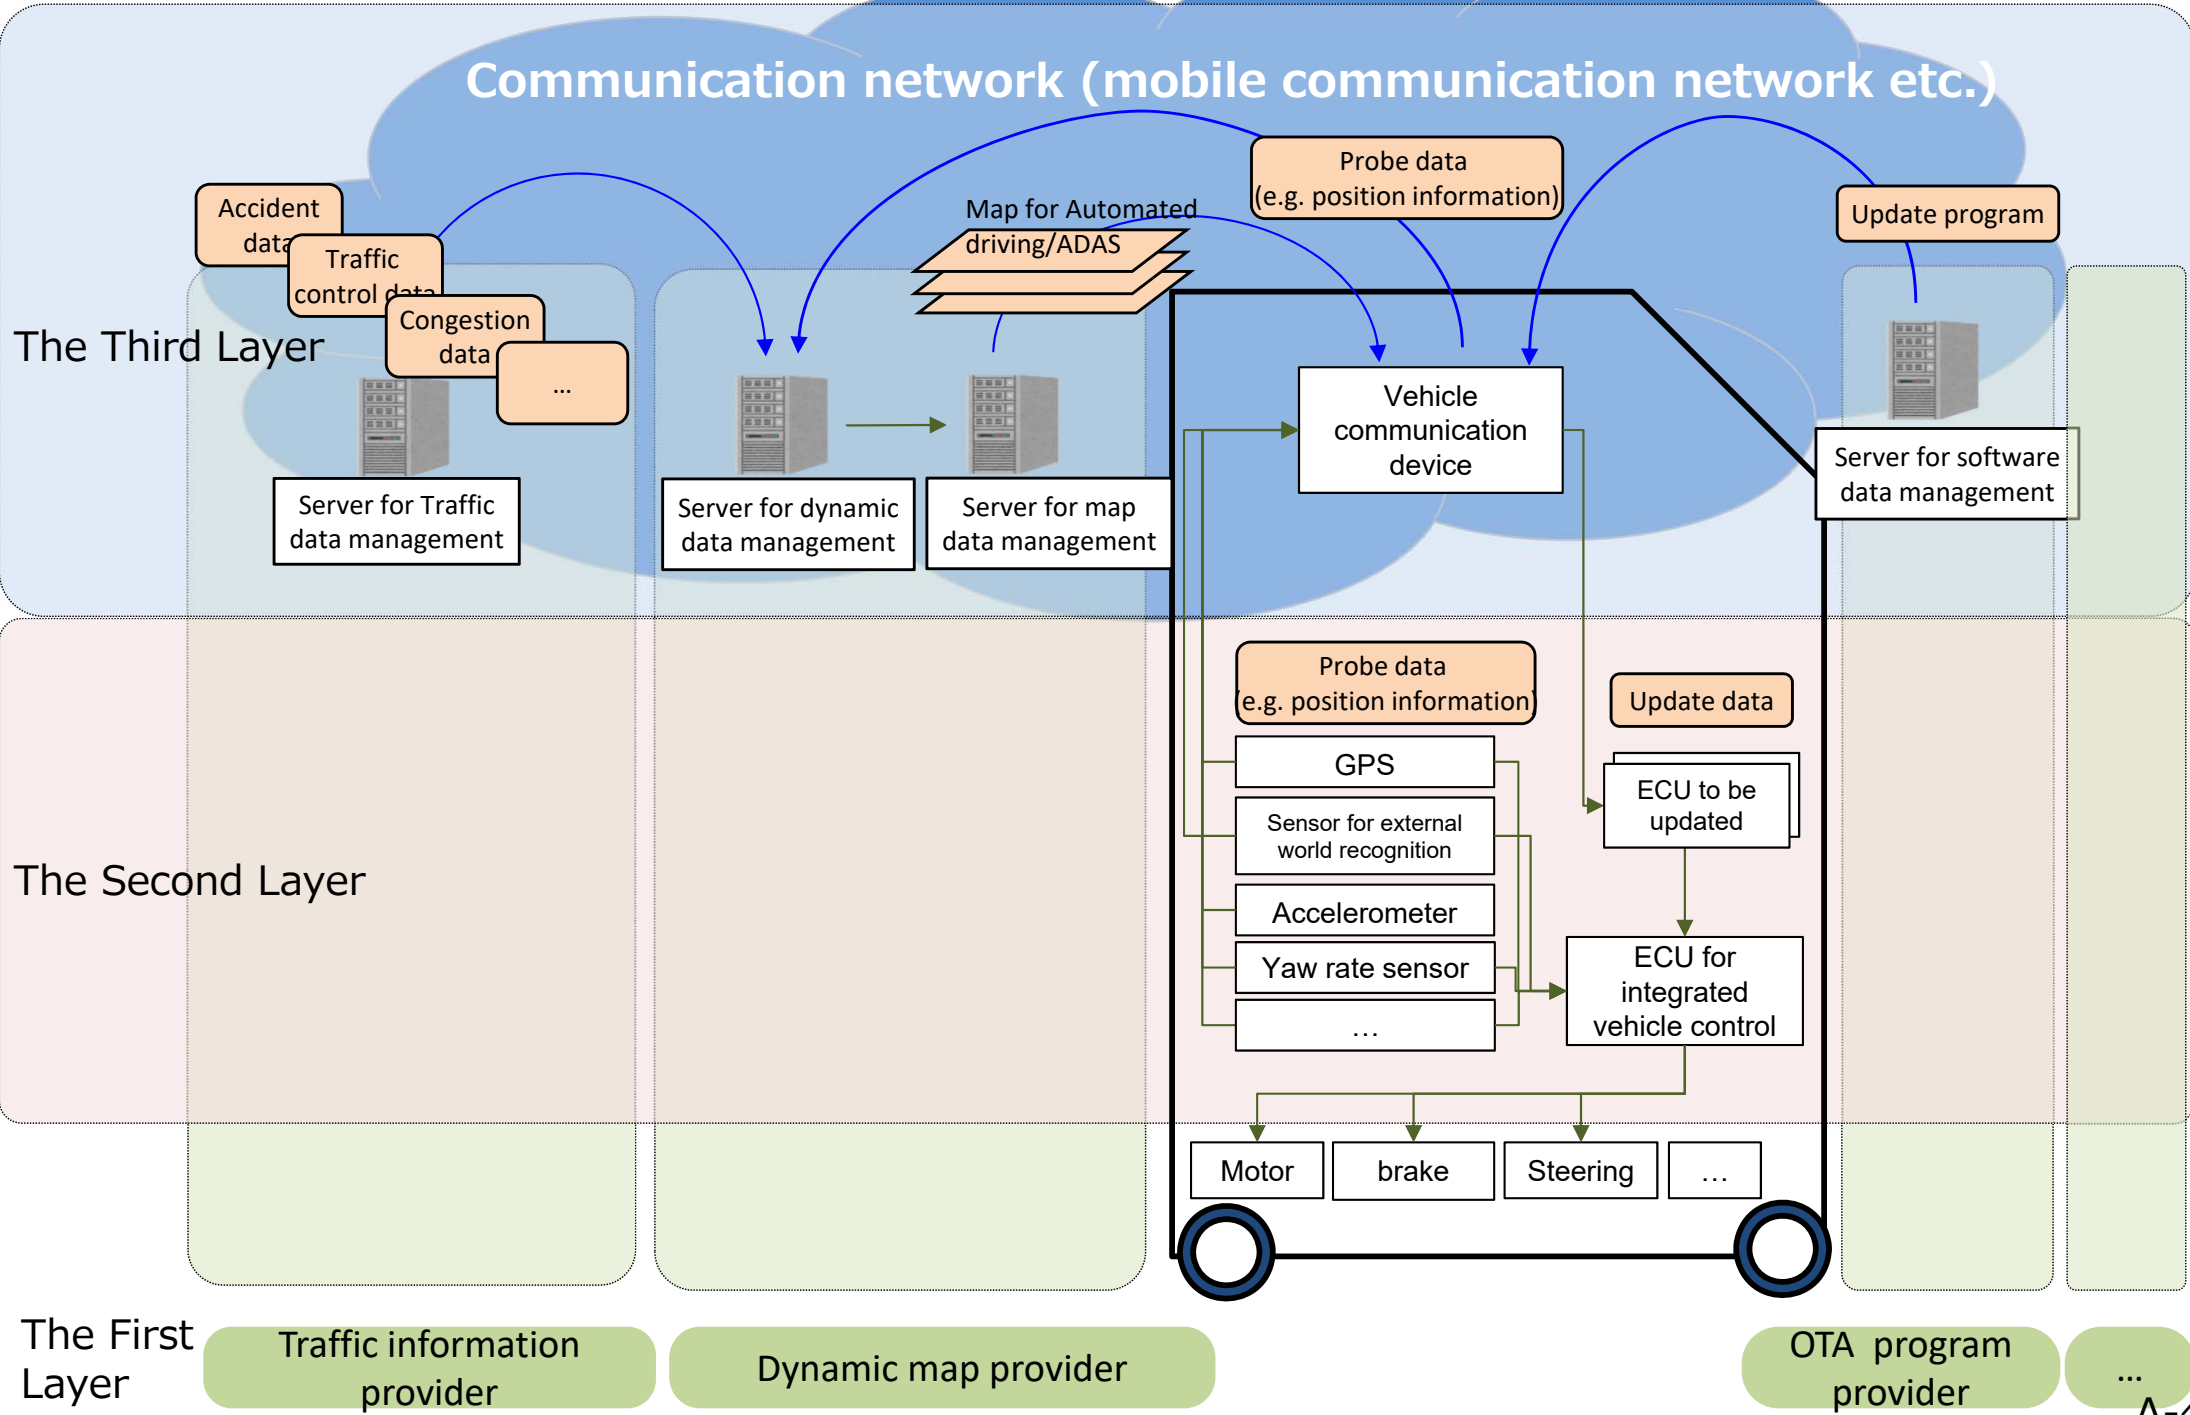 Communication network (mobile communication network etc.)
Probe data
(e.g. position information)
Update program
Accident
data
Traffic
control data
Congestion
data
...
Map for Automated
driving/ADAS
The Third Layer
Vehicle
communication
device
Server for Traffic
data management
Server for dynamic
data management
Server for map
data management
Server for software
data management
Probe data
(e.g. position information)
Update data
GPS
Sensor for external
world recognition
Accelerometer
Yaw rate sensor
...
ECU to be
updated
The Second Layer
ECU for
integrated
vehicle control
Motor
brake
Steering
...
The First
Layer
Traffic information
provider
Dynamic map provider
OTA program
provider
...